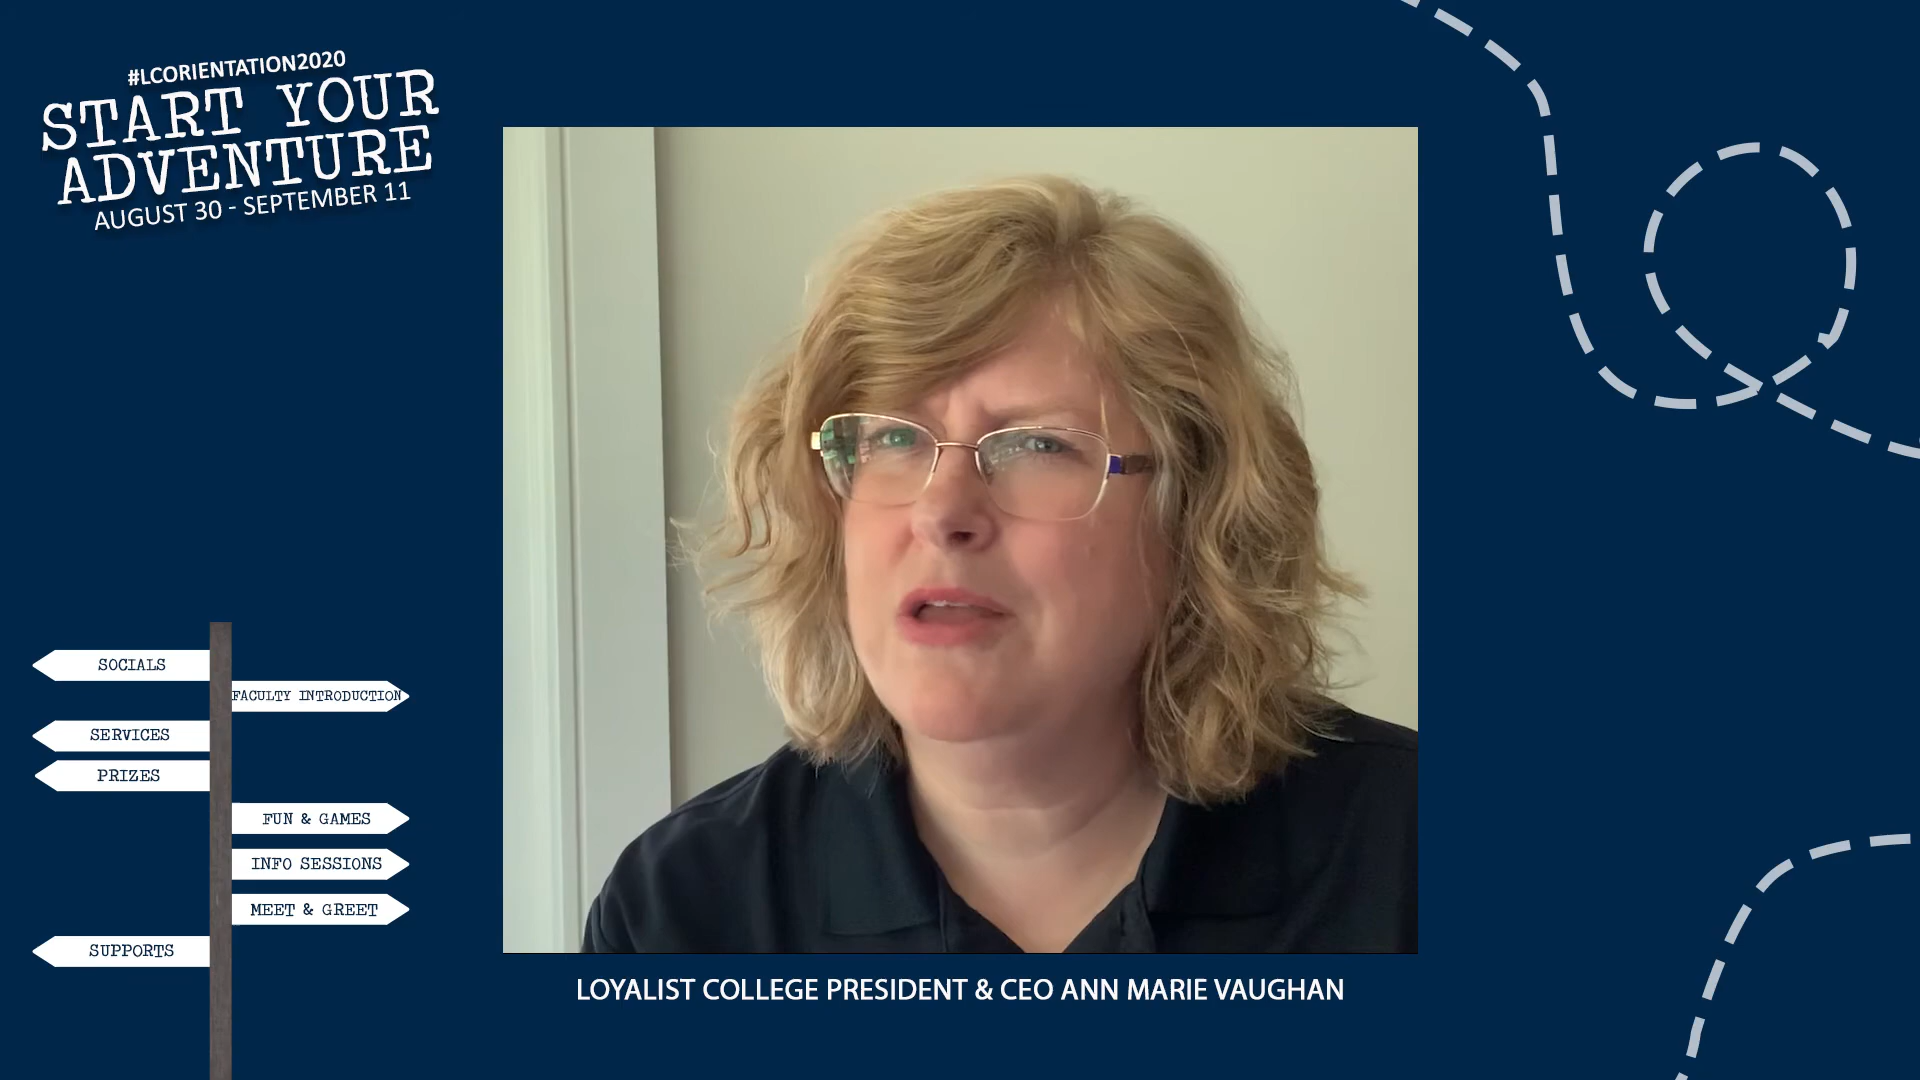 #LCORIENTATION2020
START YOUR
ADVENTURE
AUGUST 30 - SEPTEMBER 11
SOCIALS
FACULTY INTRODUCTION
SERVICES
PRIZES
FUN & GAMES
INFO SESSIONS
MEET & GREET
SUPPORTS
LOYALIST COLLEGE PRESIDENT & CEO ANN MARIE VAUGHAN